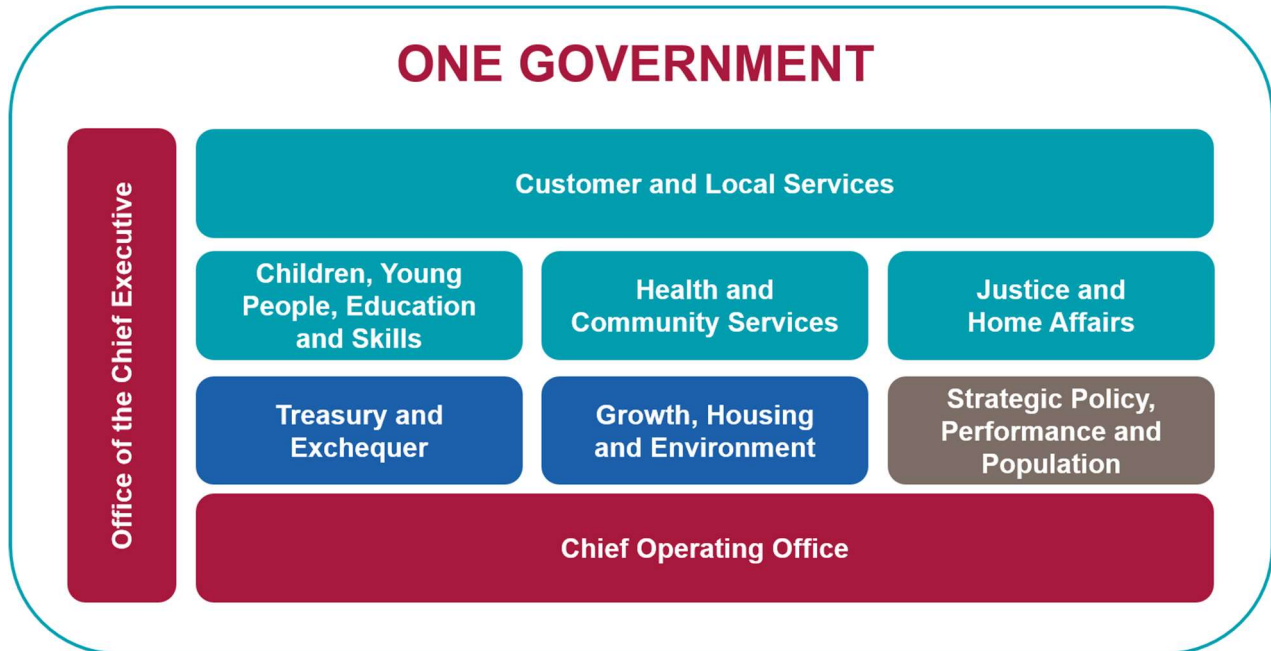 ONE GOVERNMENT
Office of the Chief Executive
Customer and Local Services
Children, Young
People, Education
and Skills
Health and
Community Services
Justice and
Home Affairs
Treasury and
Exchequer
Growth, Housing
and Environment
Strategic Policy,
Performance and
Population
Chief Operating Office